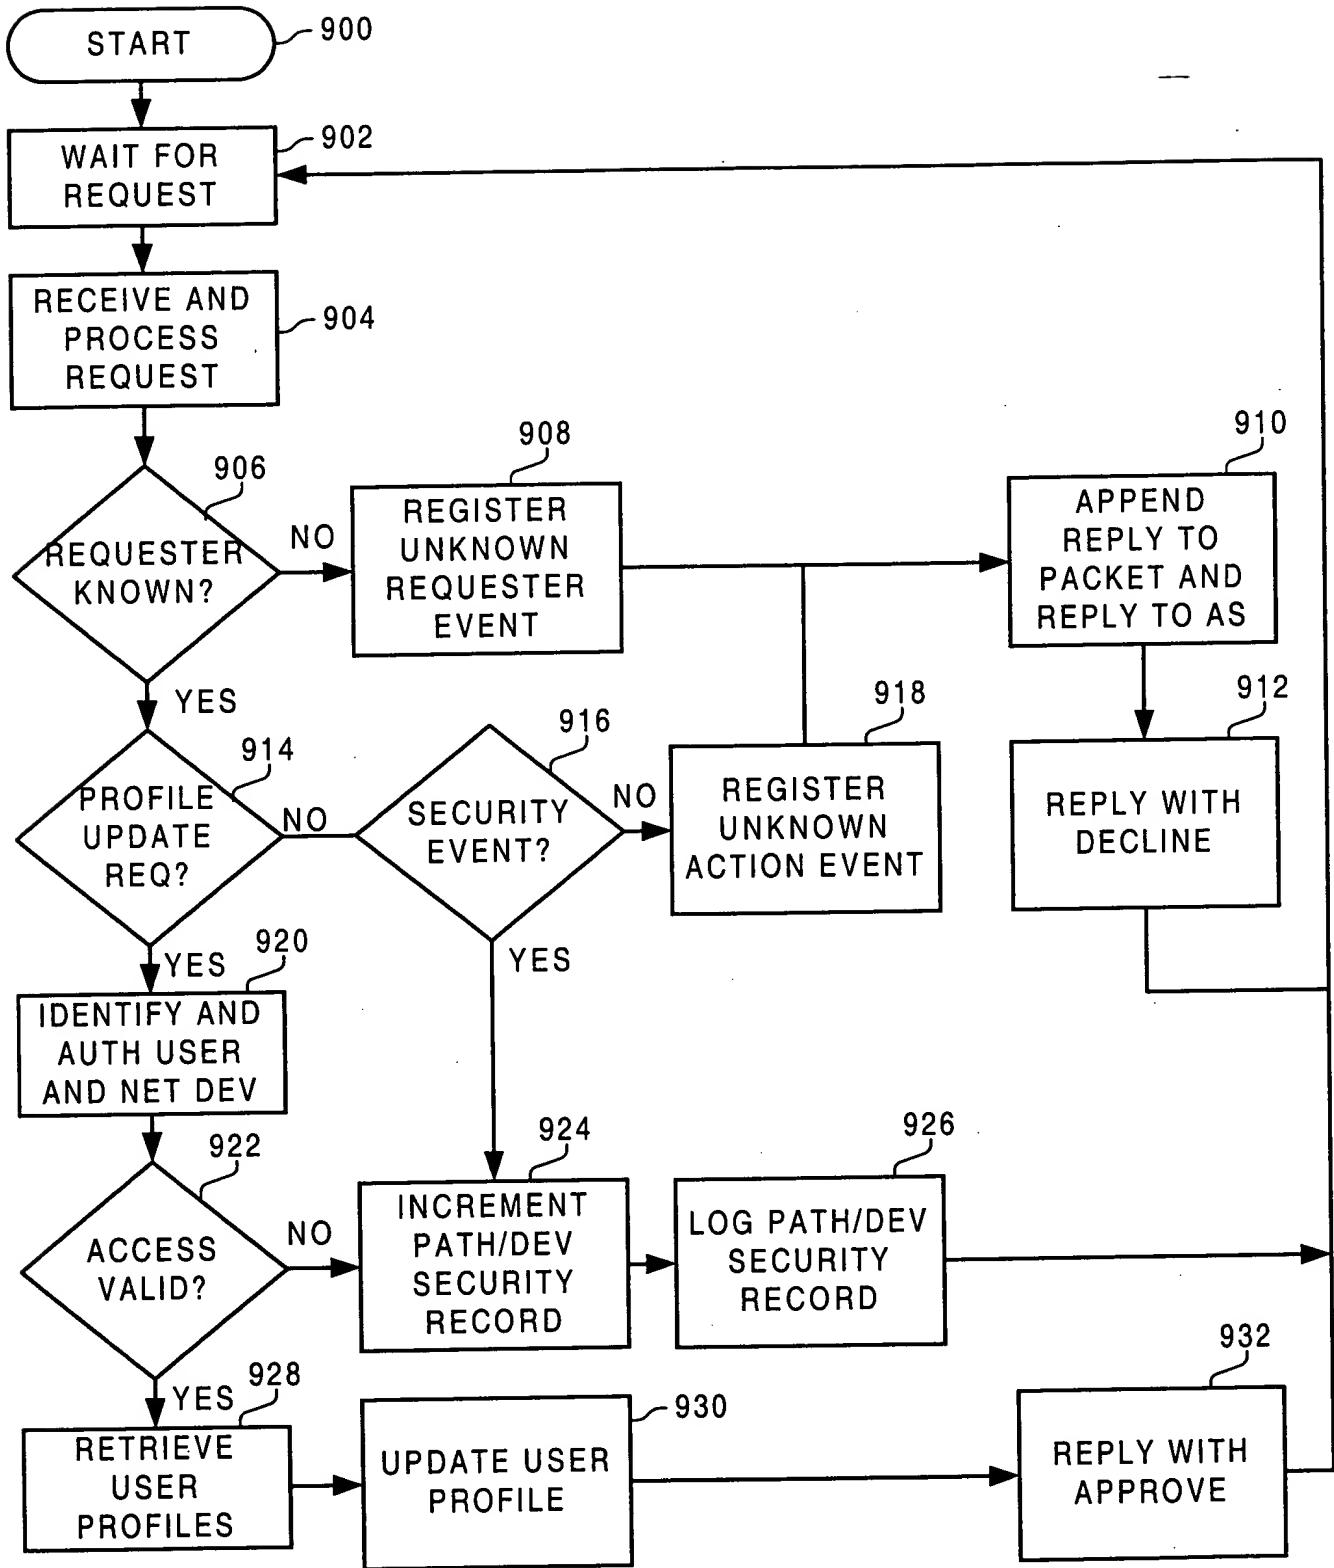 START
900
WAIT FOR
REQUEST
902
RECEIVE AND
PROCESS
REQUEST
904
906
REQUESTER
KNOWN?
NO
YES
908
REGISTER
UNKNOWN
REQUESTER
EVENT
910
APPEND
REPLY TO
PACKET AND
REPLY TO AS
912
REPLY WITH
DECLINE
914
PROFILE
UPDATE
REQ?
NO
YES
916
SECURITY
EVENT?
NO
YES
918
REGISTER
UNKNOWN
ACTION EVENT
920
IDENTIFY AND
AUTH USER
AND NET DEV
922
ACCESS
VALID?
NO
YES
924
INCREMENT
PATH/DEV
SECURITY
RECORD
926
LOG PATH/DEV
SECURITY
RECORD
928
RETRIEVE
USER
PROFILES
930
UPDATE USER
PROFILE
932
REPLY WITH
APPROVE